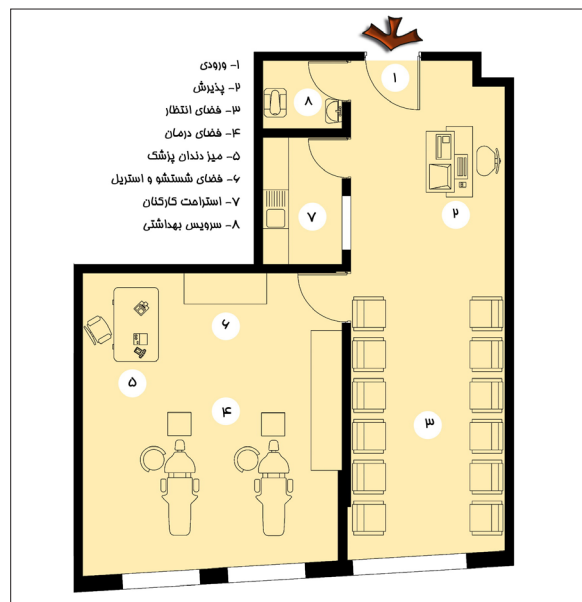 ۱- ورودی
۲- پذیرش
۳- فضای انتظار
۴- فضای درمان
۵- میز دندان پزشک
۶- فضای شستشو و استریل
۷- استراحت کارکنان
۸- سرویس بهداشتی
۱
۸
۲
۷
۶
۵
۴
۳